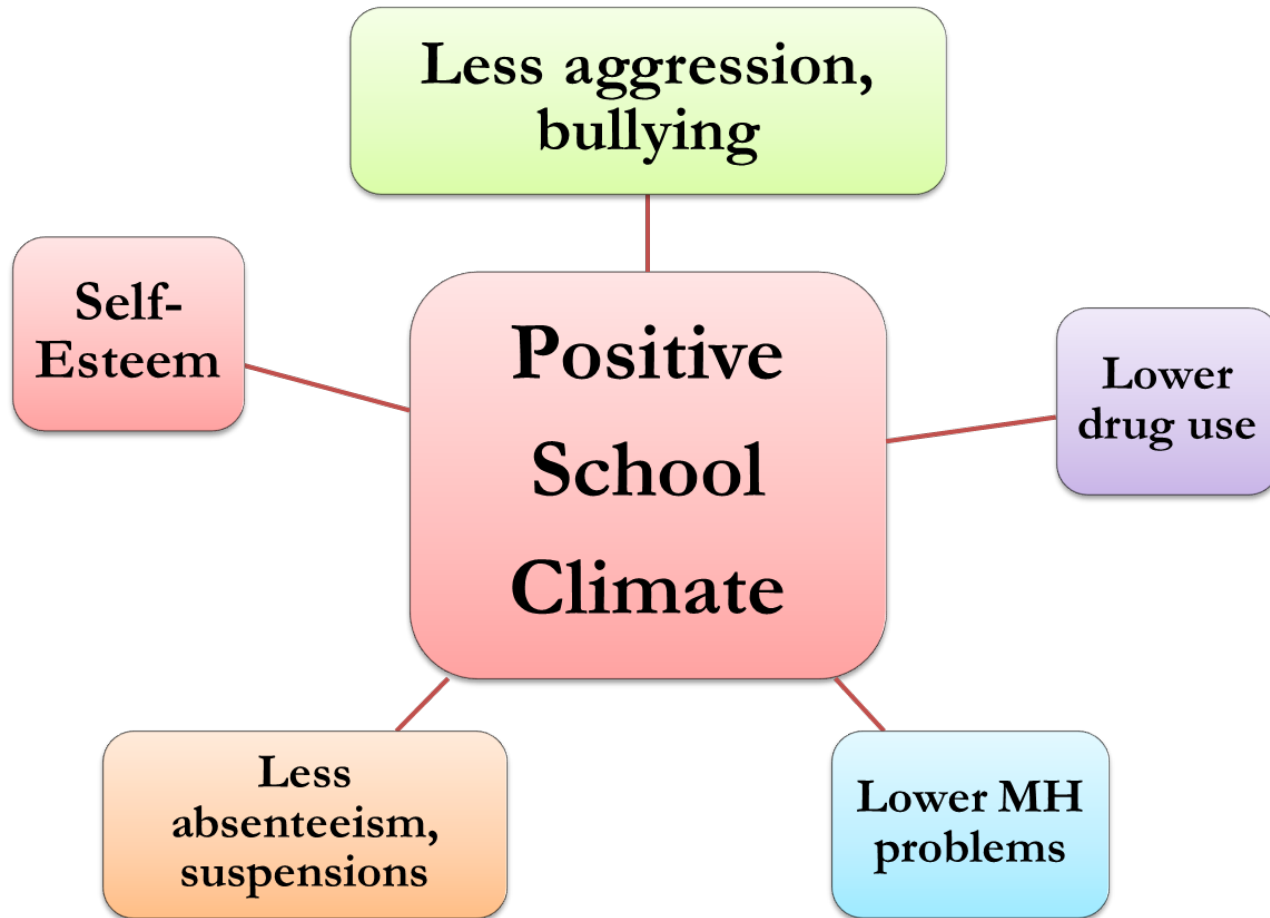 Less aggression,
bullying
Self-
Esteem
Positive
School
Climate
Lower
drug use
Less
absenteeism,
suspensions
Lower MH
problems